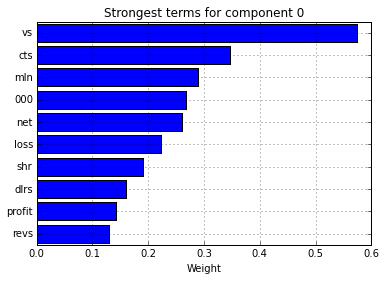 Strongest terms for component 0
vs
cts
mln
000
net
loss
shr
dlrs
profit
revs
0.0 0.1 0.2 0.3 0.4 0.5 0.6
Weight